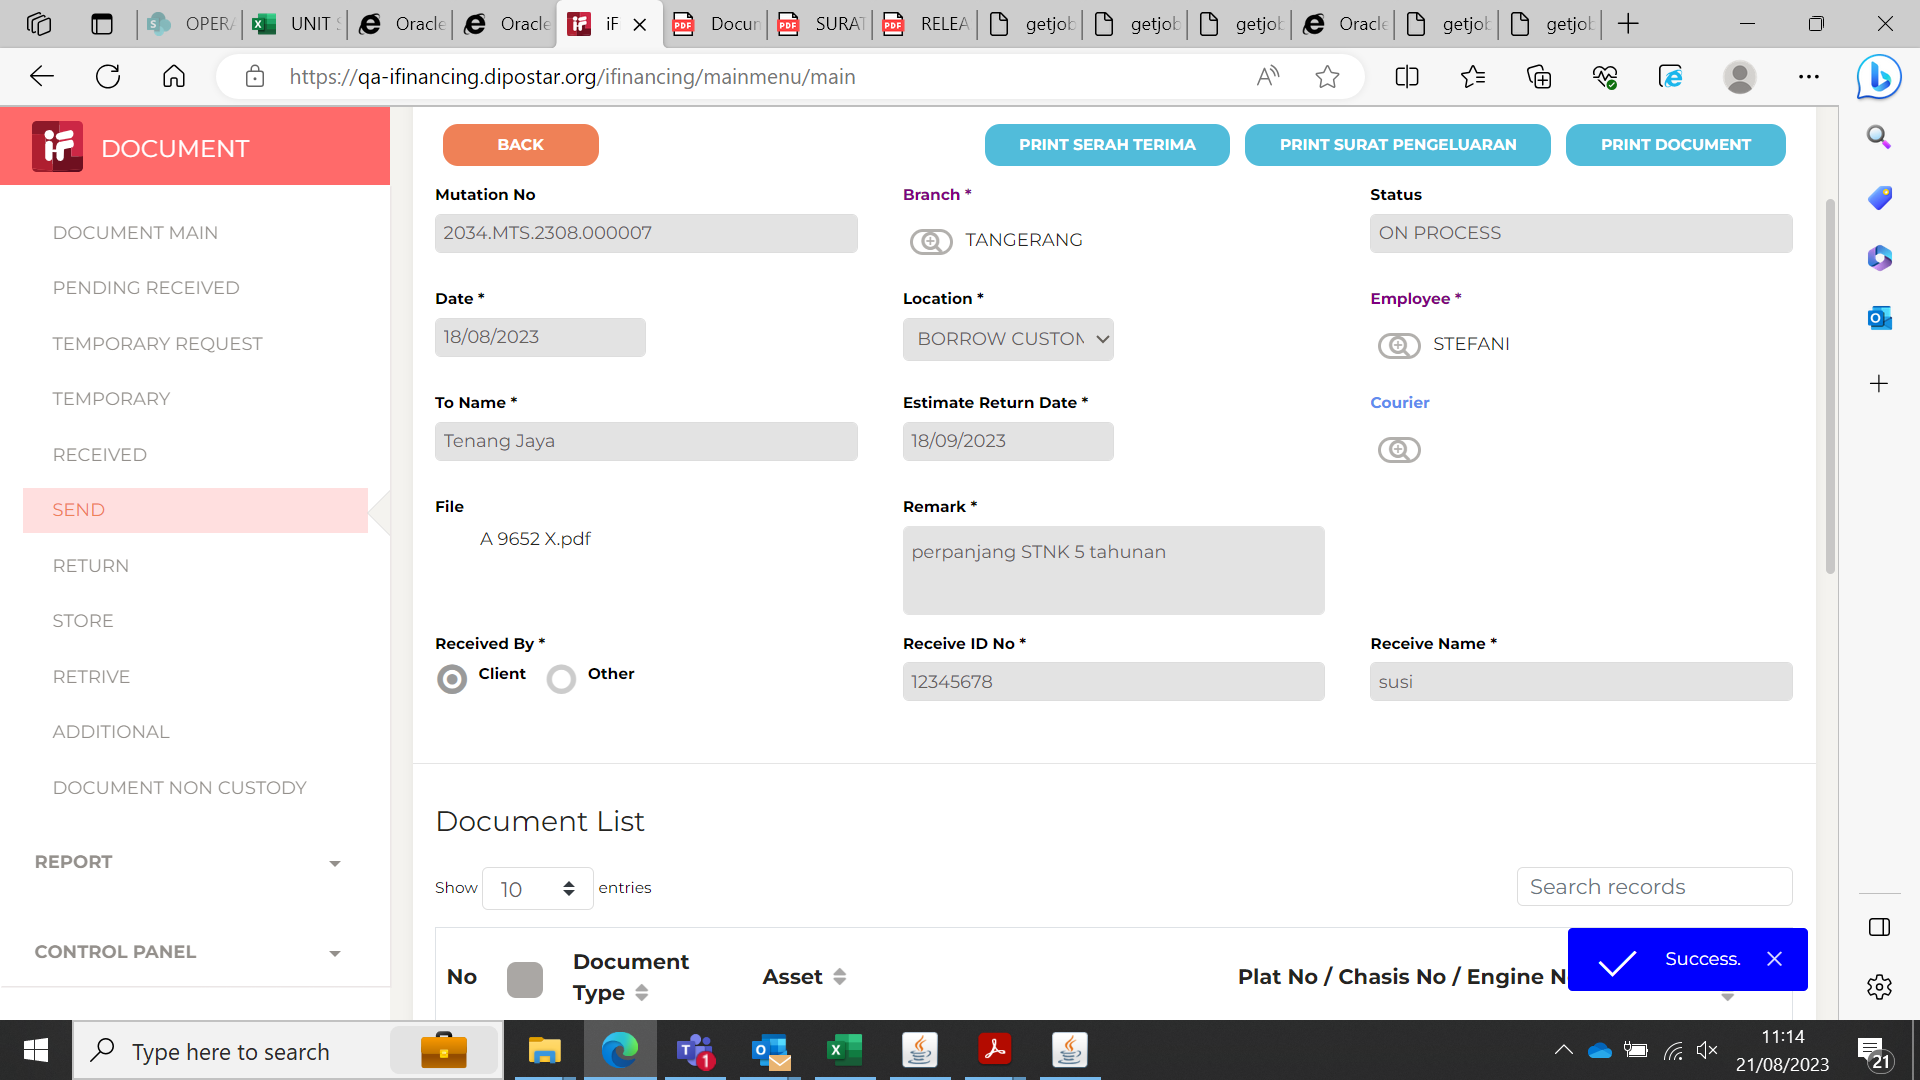 OPERA
UNIT S
Oracle
Oracle
iF
Docum
SURAT
RELEA
getjob
getjob
getjob
Oracle
getjob
getjob
https://qa-ifinancing.dipostar.org/ifinancing/mainmenu/main
iF DOCUMENT
BACK
PRINT SERAH TERIMA
PRINT SURAT PENGELUARAN
PRINT DOCUMENT
DOCUMENT MAIN
PENDING RECEIVED
TEMPORARY REQUEST
TEMPORARY
RECEIVED
SEND
RETURN
STORE
RETRIVE
ADDITIONAL
DOCUMENT NON CUSTODY
REPORT
CONTROL PANEL
Mutation No
2034.MTS.2308.000007
Branch *
TANGERANG
Status
ON PROCESS
Date *
18/08/2023
Location *
BORROW CUSTOM
Employee *
STEFANI
To Name *
Tenang Jaya
Estimate Return Date *
18/09/2023
Courier
File
A 9652 X.pdf
Remark *
perpanjang STNK 5 tahunan
Received By *
Client
Other
Receive ID No *
12345678
Receive Name *
susi
Document List
Show 10 entries
Search records
No
Document
Type
Asset
Plat No / Chasis No / Engine N
Success.
Type here to search
1
11:14
21/08/2023
21